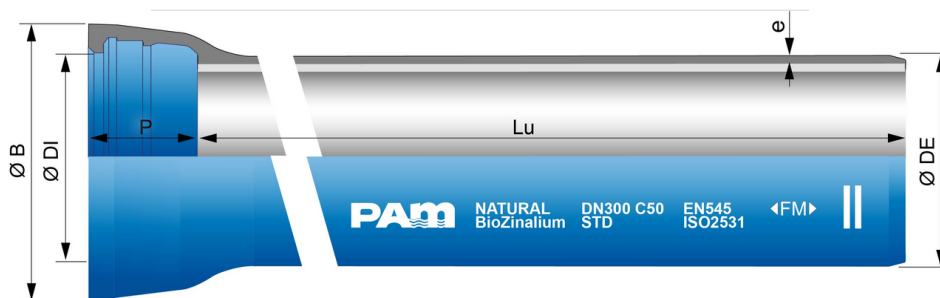 e
P
Lu
Ø B
Ø DI
Ø DE
PAM
NATURAL
BioZinalium
DN300 C50
STD
EN545
ISO2531
◄FM►